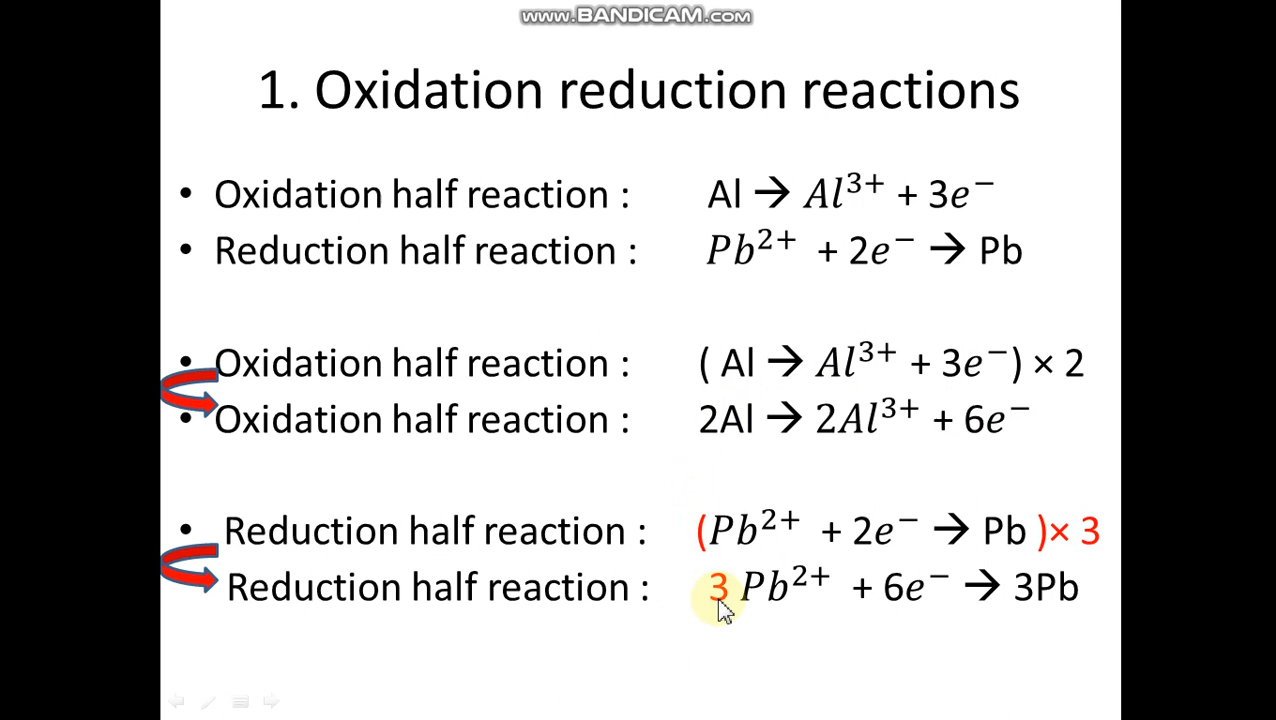 www.BANDICAM.com
1. Oxidation reduction reactions
• Oxidation half reaction : Al → Al³⁺ + 3e⁻
• Reduction half reaction : Pb²⁺ + 2e⁻ → Pb
• Oxidation half reaction : ( Al → Al³⁺ + 3e⁻) × 2
• Oxidation half reaction : 2Al → 2Al³⁺ + 6e⁻
• Reduction half reaction : (Pb²⁺ + 2e⁻ → Pb )× 3
Reduction half reaction : 3 Pb²⁺ + 6e⁻ → 3Pb